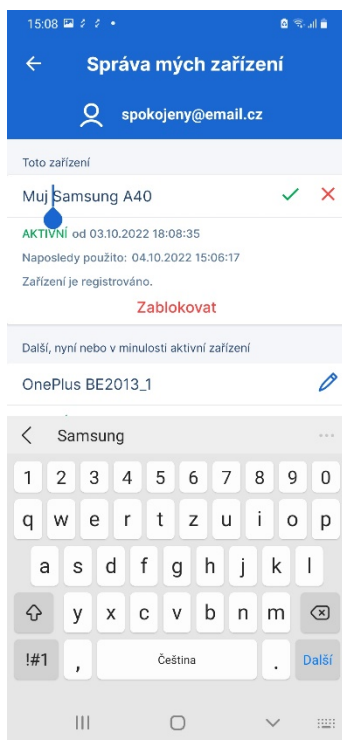 15:08
Správa mých zařízení
spokojeny@email.cz
Toto zařízení
Muj Samsung A40
AKTIVNÍ od 03.10.2022 18:08:35
Naposledy použito: 04.10.2022 15:06:17
Zařízení je registrováno.
Zablokovat
Další, nyní nebo v minulosti aktivní zařízení
OnePlus BE2013_1
Samsung
1 2 3 4 5 6 7 8 9 0
q w e r t z u i o p
a s d f g h j k l
y x c v b n m
!#1 , Čeština . Další